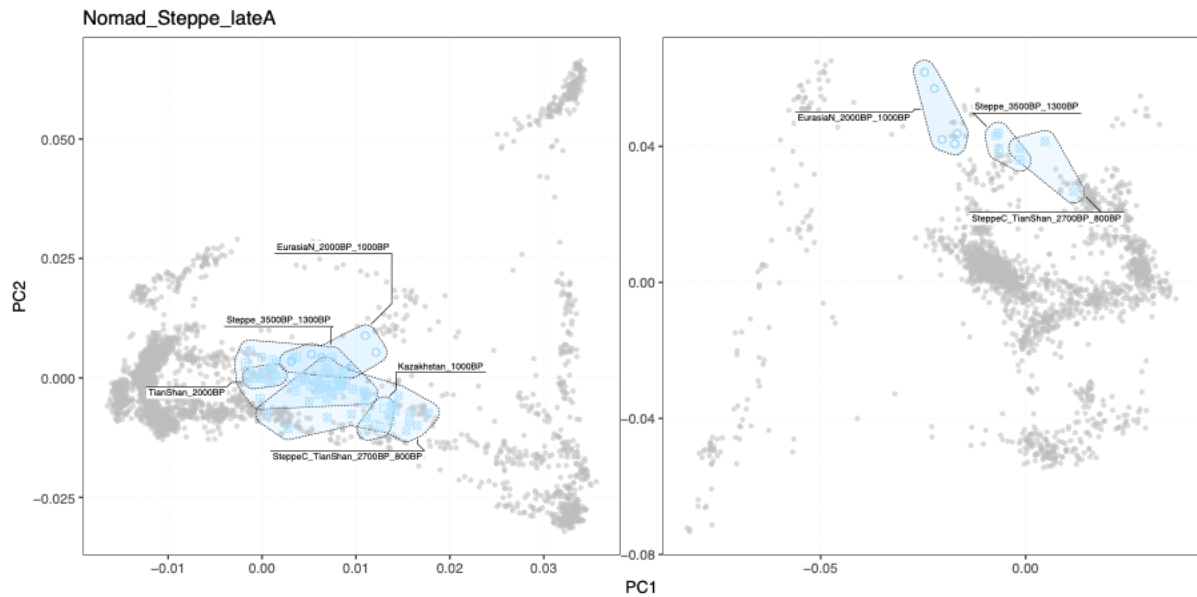 Nomad_Steppe_lateA
0.050
0.025
0.000
−0.025
PC2
EurasiaN_2000BP_1000BP
Steppe_3500BP_1300BP
Kazakhstan_1000BP
TianShan_2000BP
SteppeC_TianShan_2700BP_800BP
−0.01
0.00
0.01
0.02
0.03
0.04
0.00
−0.04
−0.08
Steppe_3500BP_1300BP
EurasiaN_2000BP_1000BP
SteppeC_TianShan_2700BP_800BP
−0.05
0.00
PC1